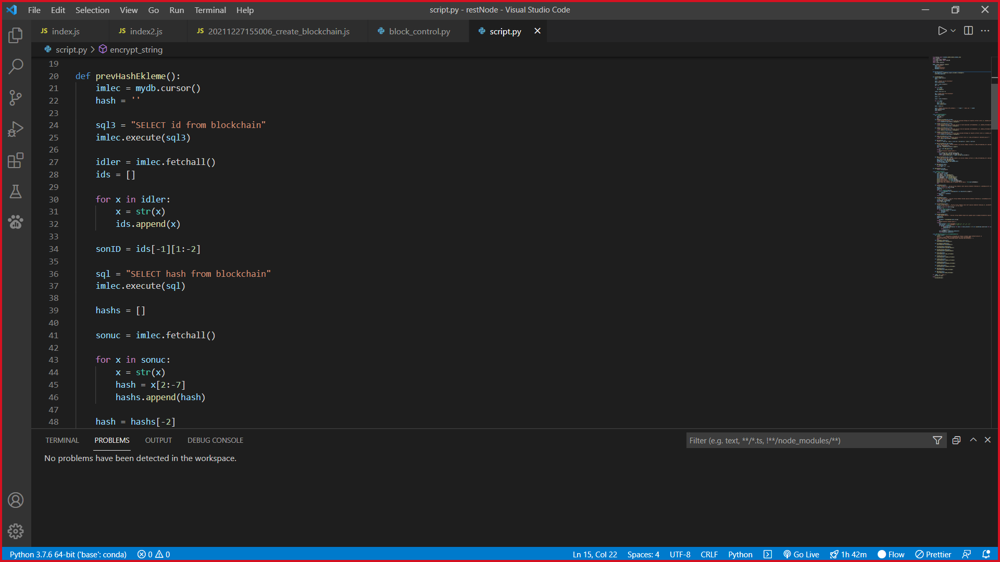 File Edit Selection View Go Run Terminal Help script.py - restNode - Visual Studio Code
JS index.js JS index2.js JS 20211227155006_create_blockchain.js block_control.py script.py
script.py > encrypt_string
19
20 def prevHashEkleme():
21 imlec = mydb.cursor()
22 hash = ''
23
24 sql3 = "SELECT id from blockchain"
25 imlec.execute(sql3)
26
27 idler = imlec.fetchall()
28 ids = []
29
30 for x in idler:
31 x = str(x)
32 ids.append(x)
33
34 sonID = ids[-1][1:-2]
35
36 sql = "SELECT hash from blockchain"
37 imlec.execute(sql)
38
39 hashs = []
40
41 sonuc = imlec.fetchall()
42
43 for x in sonuc:
44 x = str(x)
45 hash = x[2:-7]
46 hashs.append(hash)
47
48 hash = hashs[-2]
TERMINAL PROBLEMS OUTPUT DEBUG CONSOLE Filter (e.g. text, **/*.ts, !**/node_modules/**)
No problems have been detected in the workspace.
Python 3.7.6 64-bit ('base': conda) 0 0 Ln 15, Col 22 Spaces: 4 UTF-8 CRLF Python Go Live 1h 42m Flow Prettier